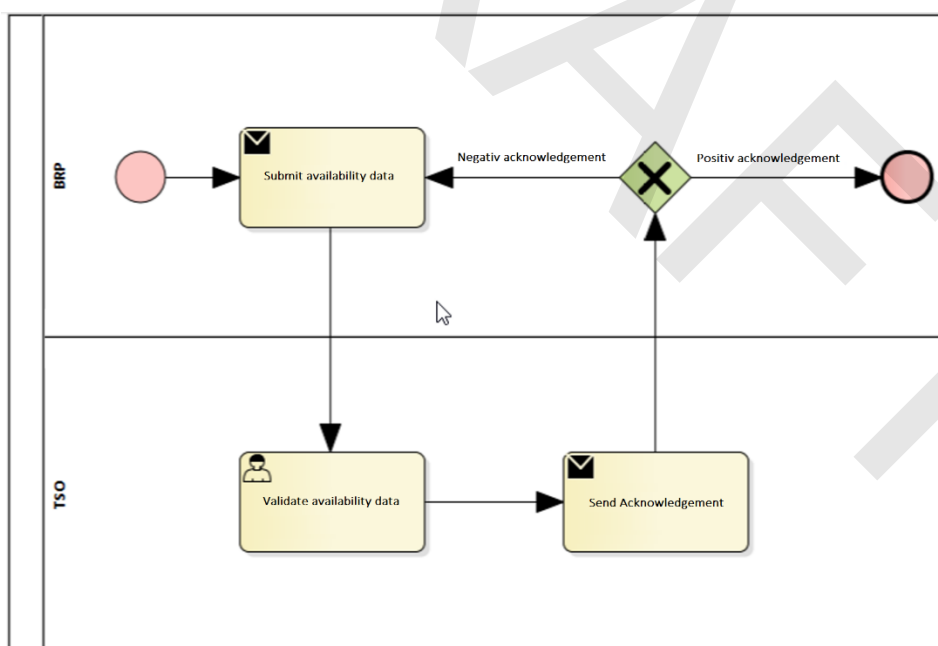 BRP
Submit availability data
Negativ acknowledgement
Positiv acknowledgement
TSO
Validate availability data
Send Acknowledgement